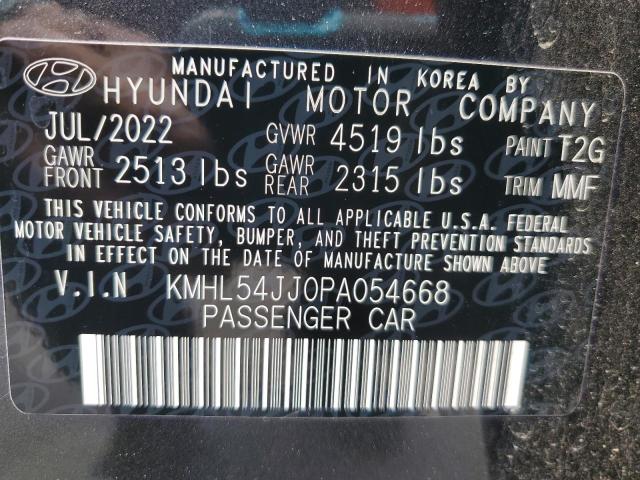 MANUFACTURED IN KOREA BY
HYUNDAI MOTOR COMPANY
JUL/2022 GVWR 4519 lbs PAINT T2G
GAWR FRONT 2513 lbs GAWR REAR 2315 lbs TRIM MMF
THIS VEHICLE CONFORMS TO ALL APPLICABLE U.S.A. FEDERAL
MOTOR VEHICLE SAFETY, BUMPER, AND THEFT PREVENTION STANDARDS
IN EFFECT ON THE DATE OF MANUFACTURE SHOWN ABOVE.
V.I.N KMHL54JJ0PA054668
PASSENGER CAR